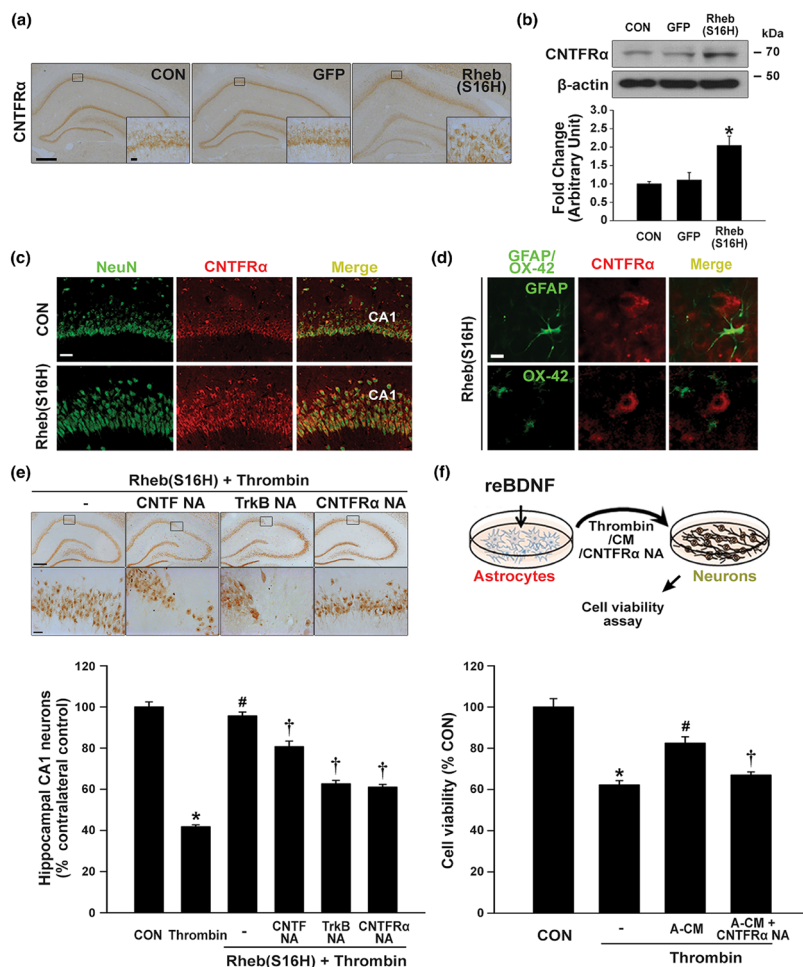 (a)
CNTFRα
CON
GFP
Rheb
(S16H)
(b)
CON GFP Rheb
(S16H)
kDa
CNTFRα
70
β-actin
50
Fold Change
(Arbitrary Unit)
2.5
2.0
1.5
1.0
0.5
0.0
*
CON GFP Rheb
(S16H)
(c)
NeuN CNTFRα Merge
CON
CA1
Rheb(S16H)
CA1
(d)
GFAP/
OX-42
CNTFRα Merge
Rheb(S16H)
GFAP
OX-42
(e)
Rheb(S16H) + Thrombin
- CNTF NA TrkB NA CNTFRα NA
Hippocampal CA1 neurons
(% contralateral control)
120
100
80
60
40
20
0
* # † † †
CON Thrombin - CNTF
NA
TrkB
NA
CNTFRα
NA
Rheb(S16H) + Thrombin
(f)
reBDNF
Thrombin
/CM
/CNTFRα NA
Astrocytes
Neurons
Cell viability
assay
Cell viability (% CON)
120
100
80
60
40
20
0
* # †
CON - A-CM A-CM +
CNTFRα NA
Thrombin